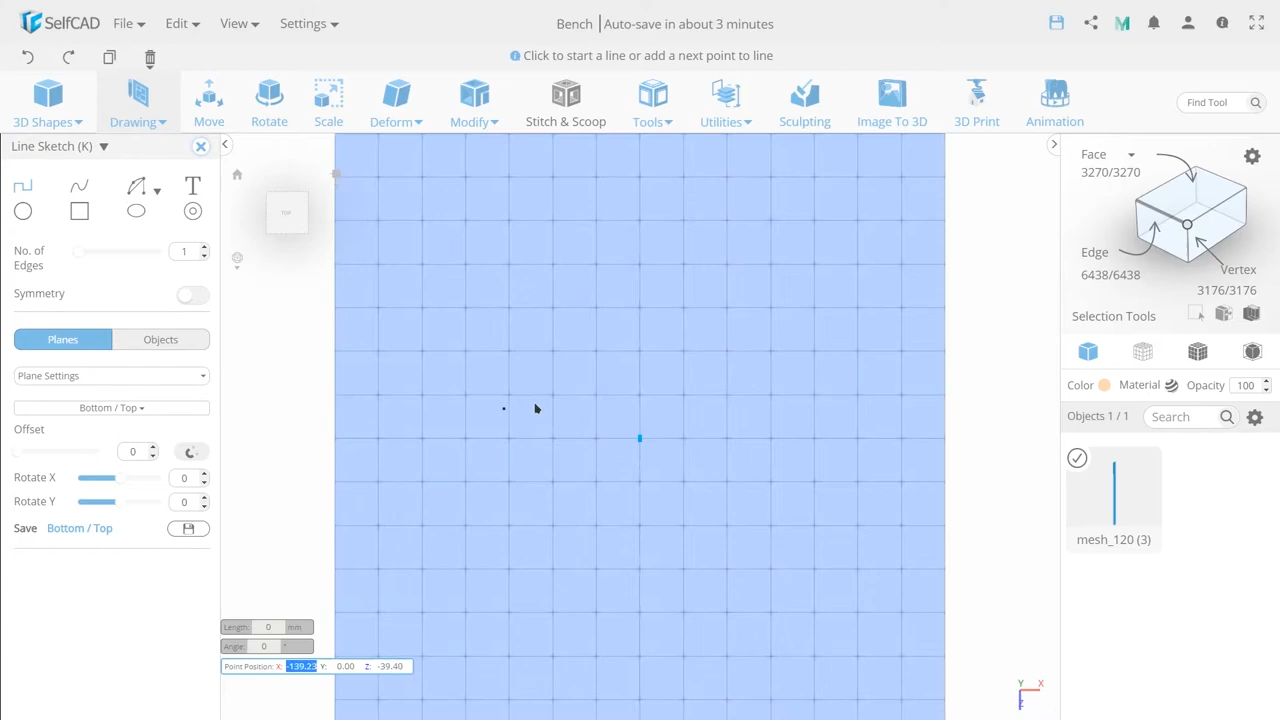 SelfCAD
File
Edit
View
Settings
Bench
Auto-save in about 3 minutes
Click to start a line or add a next point to line
3D Shapes
Drawing
Move
Rotate
Scale
Deform
Modify
Stitch & Scoop
Tools
Utilities
Sculpting
Image To 3D
3D Print
Animation
Find Tool
Line Sketch (K)
No. of Edges
1
Symmetry
Planes
Objects
Plane Settings
Bottom / Top
Offset
0
Rotate X
0
Rotate Y
0
Save
Bottom / Top
TOP
Length: 0 mm
Angle: 0 °
Point Position: X: -139.23 Y: 0.00 Z: -39.40
Y
X
Z
Face
3270/3270
Edge
6438/6438
Vertex
3176/3176
Selection Tools
Color
Material
Opacity
100
Objects 1 / 1
Search
mesh_120 (3)